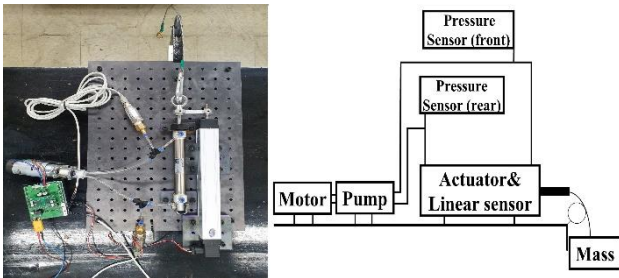 Pressure
Sensor (front)
Pressure
Sensor (rear)
Motor
Pump
Actuator&
Linear sensor
Mass